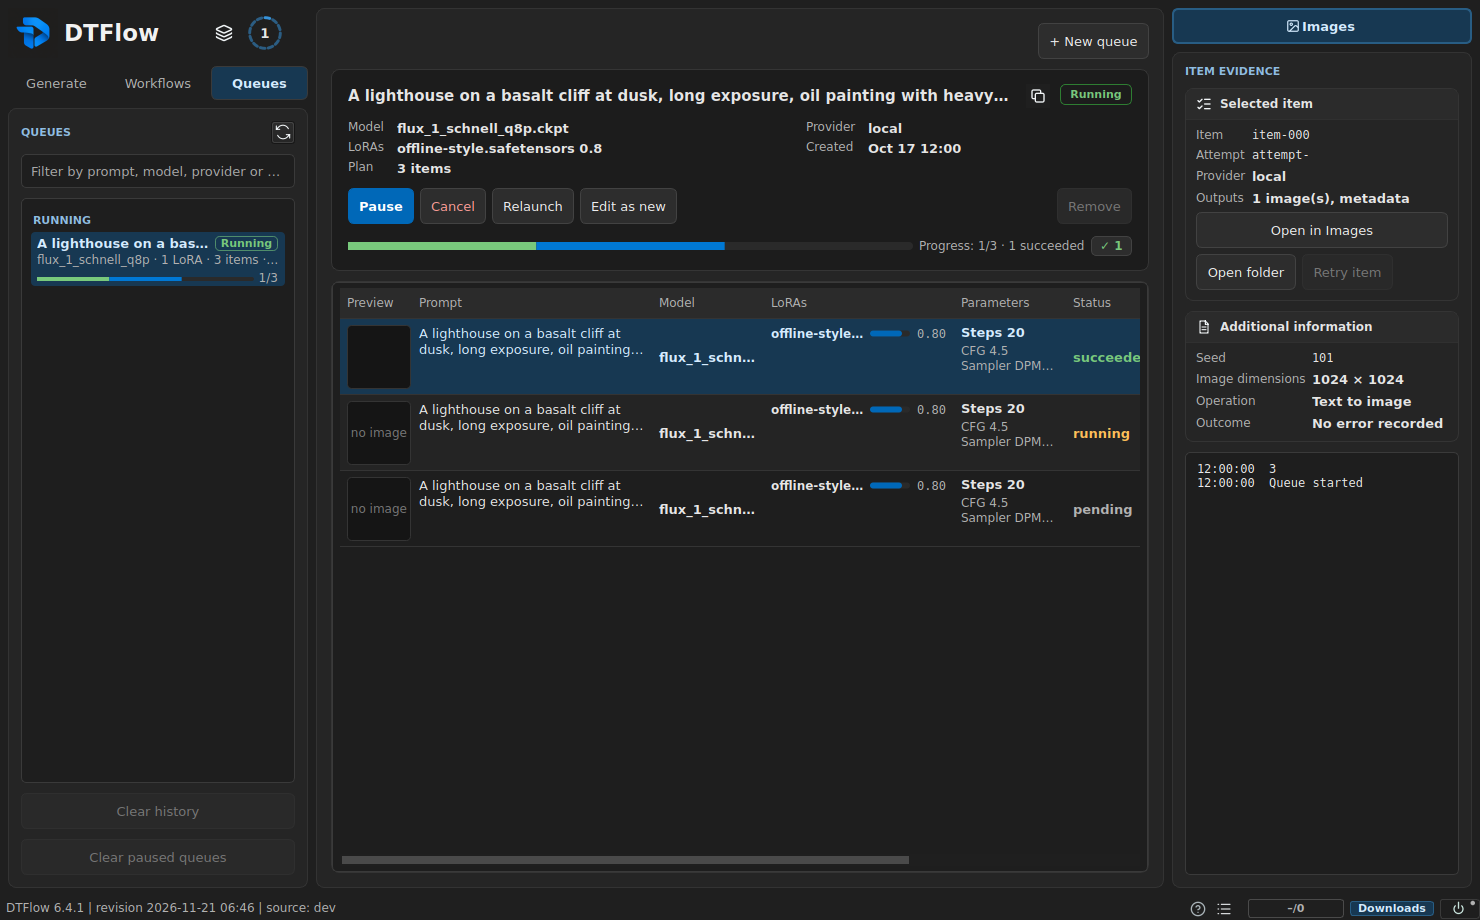 DTFlow
1
Generate
Workflows
Queues
QUEUES
Filter by prompt, model, provider or ...
RUNNING
A lighthouse on a bas... Running
flux_1_schnell_q8p · 1 LoRA · 3 items ·...
1/3
Clear history
Clear paused queues
+ New queue
A lighthouse on a basalt cliff at dusk, long exposure, oil painting with heavy...
Running
Model flux_1_schnell_q8p.ckpt
Provider local
LoRAs offline-style.safetensors 0.8
Created Oct 17 12:00
Plan 3 items
Pause
Cancel
Relaunch
Edit as new
Remove
Progress: 1/3 · 1 succeeded
✓ 1
Preview Prompt Model LoRAs Parameters Status
A lighthouse on a basalt cliff at
dusk, long exposure, oil painting...
flux_1_schn...
offline-style... 0.80
Steps 20
CFG 4.5
Sampler DPM...
succeede
no image
A lighthouse on a basalt cliff at
dusk, long exposure, oil painting...
flux_1_schn...
offline-style... 0.80
Steps 20
CFG 4.5
Sampler DPM...
running
no image
A lighthouse on a basalt cliff at
dusk, long exposure, oil painting...
flux_1_schn...
offline-style... 0.80
Steps 20
CFG 4.5
Sampler DPM...
pending
Images
ITEM EVIDENCE
Selected item
Item item-000
Attempt attempt-
Provider local
Outputs 1 image(s), metadata
Open in Images
Open folder
Retry item
Additional information
Seed 101
Image dimensions 1024 × 1024
Operation Text to image
Outcome No error recorded
12:00:00 3
12:00:00 Queue started
DTFlow 6.4.1 | revision 2026-11-21 06:46 | source: dev
-/0
Downloads